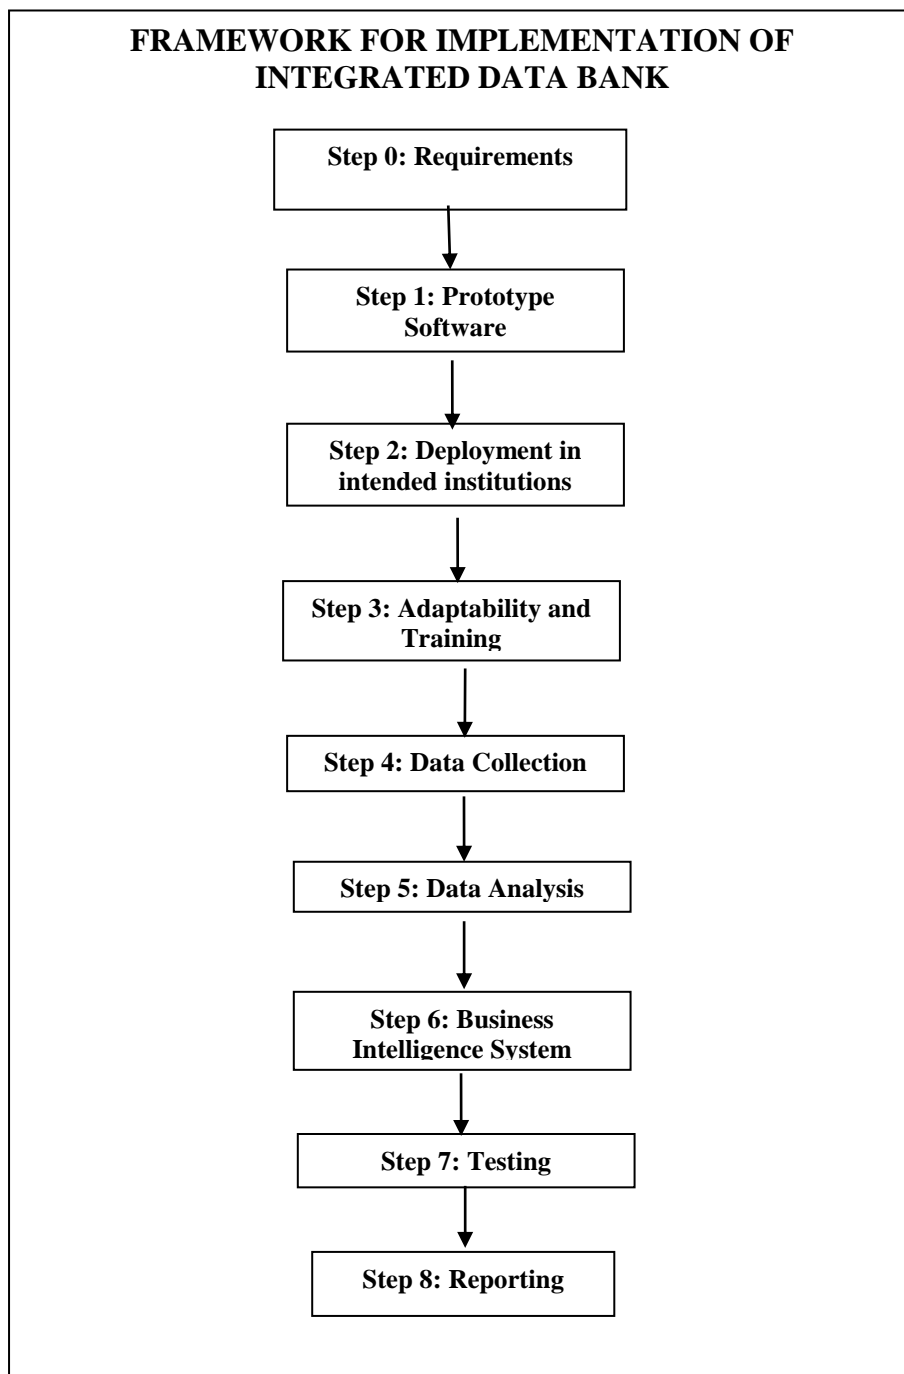 FRAMEWORK FOR IMPLEMENTATION OF
INTEGRATED DATA BANK
Step 0: Requirements
Step 1: Prototype
Software
Step 2: Deployment in
intended institutions
Step 3: Adaptability and
Training
Step 4: Data Collection
Step 5: Data Analysis
Step 6: Business
Intelligence System
Step 7: Testing
Step 8: Reporting